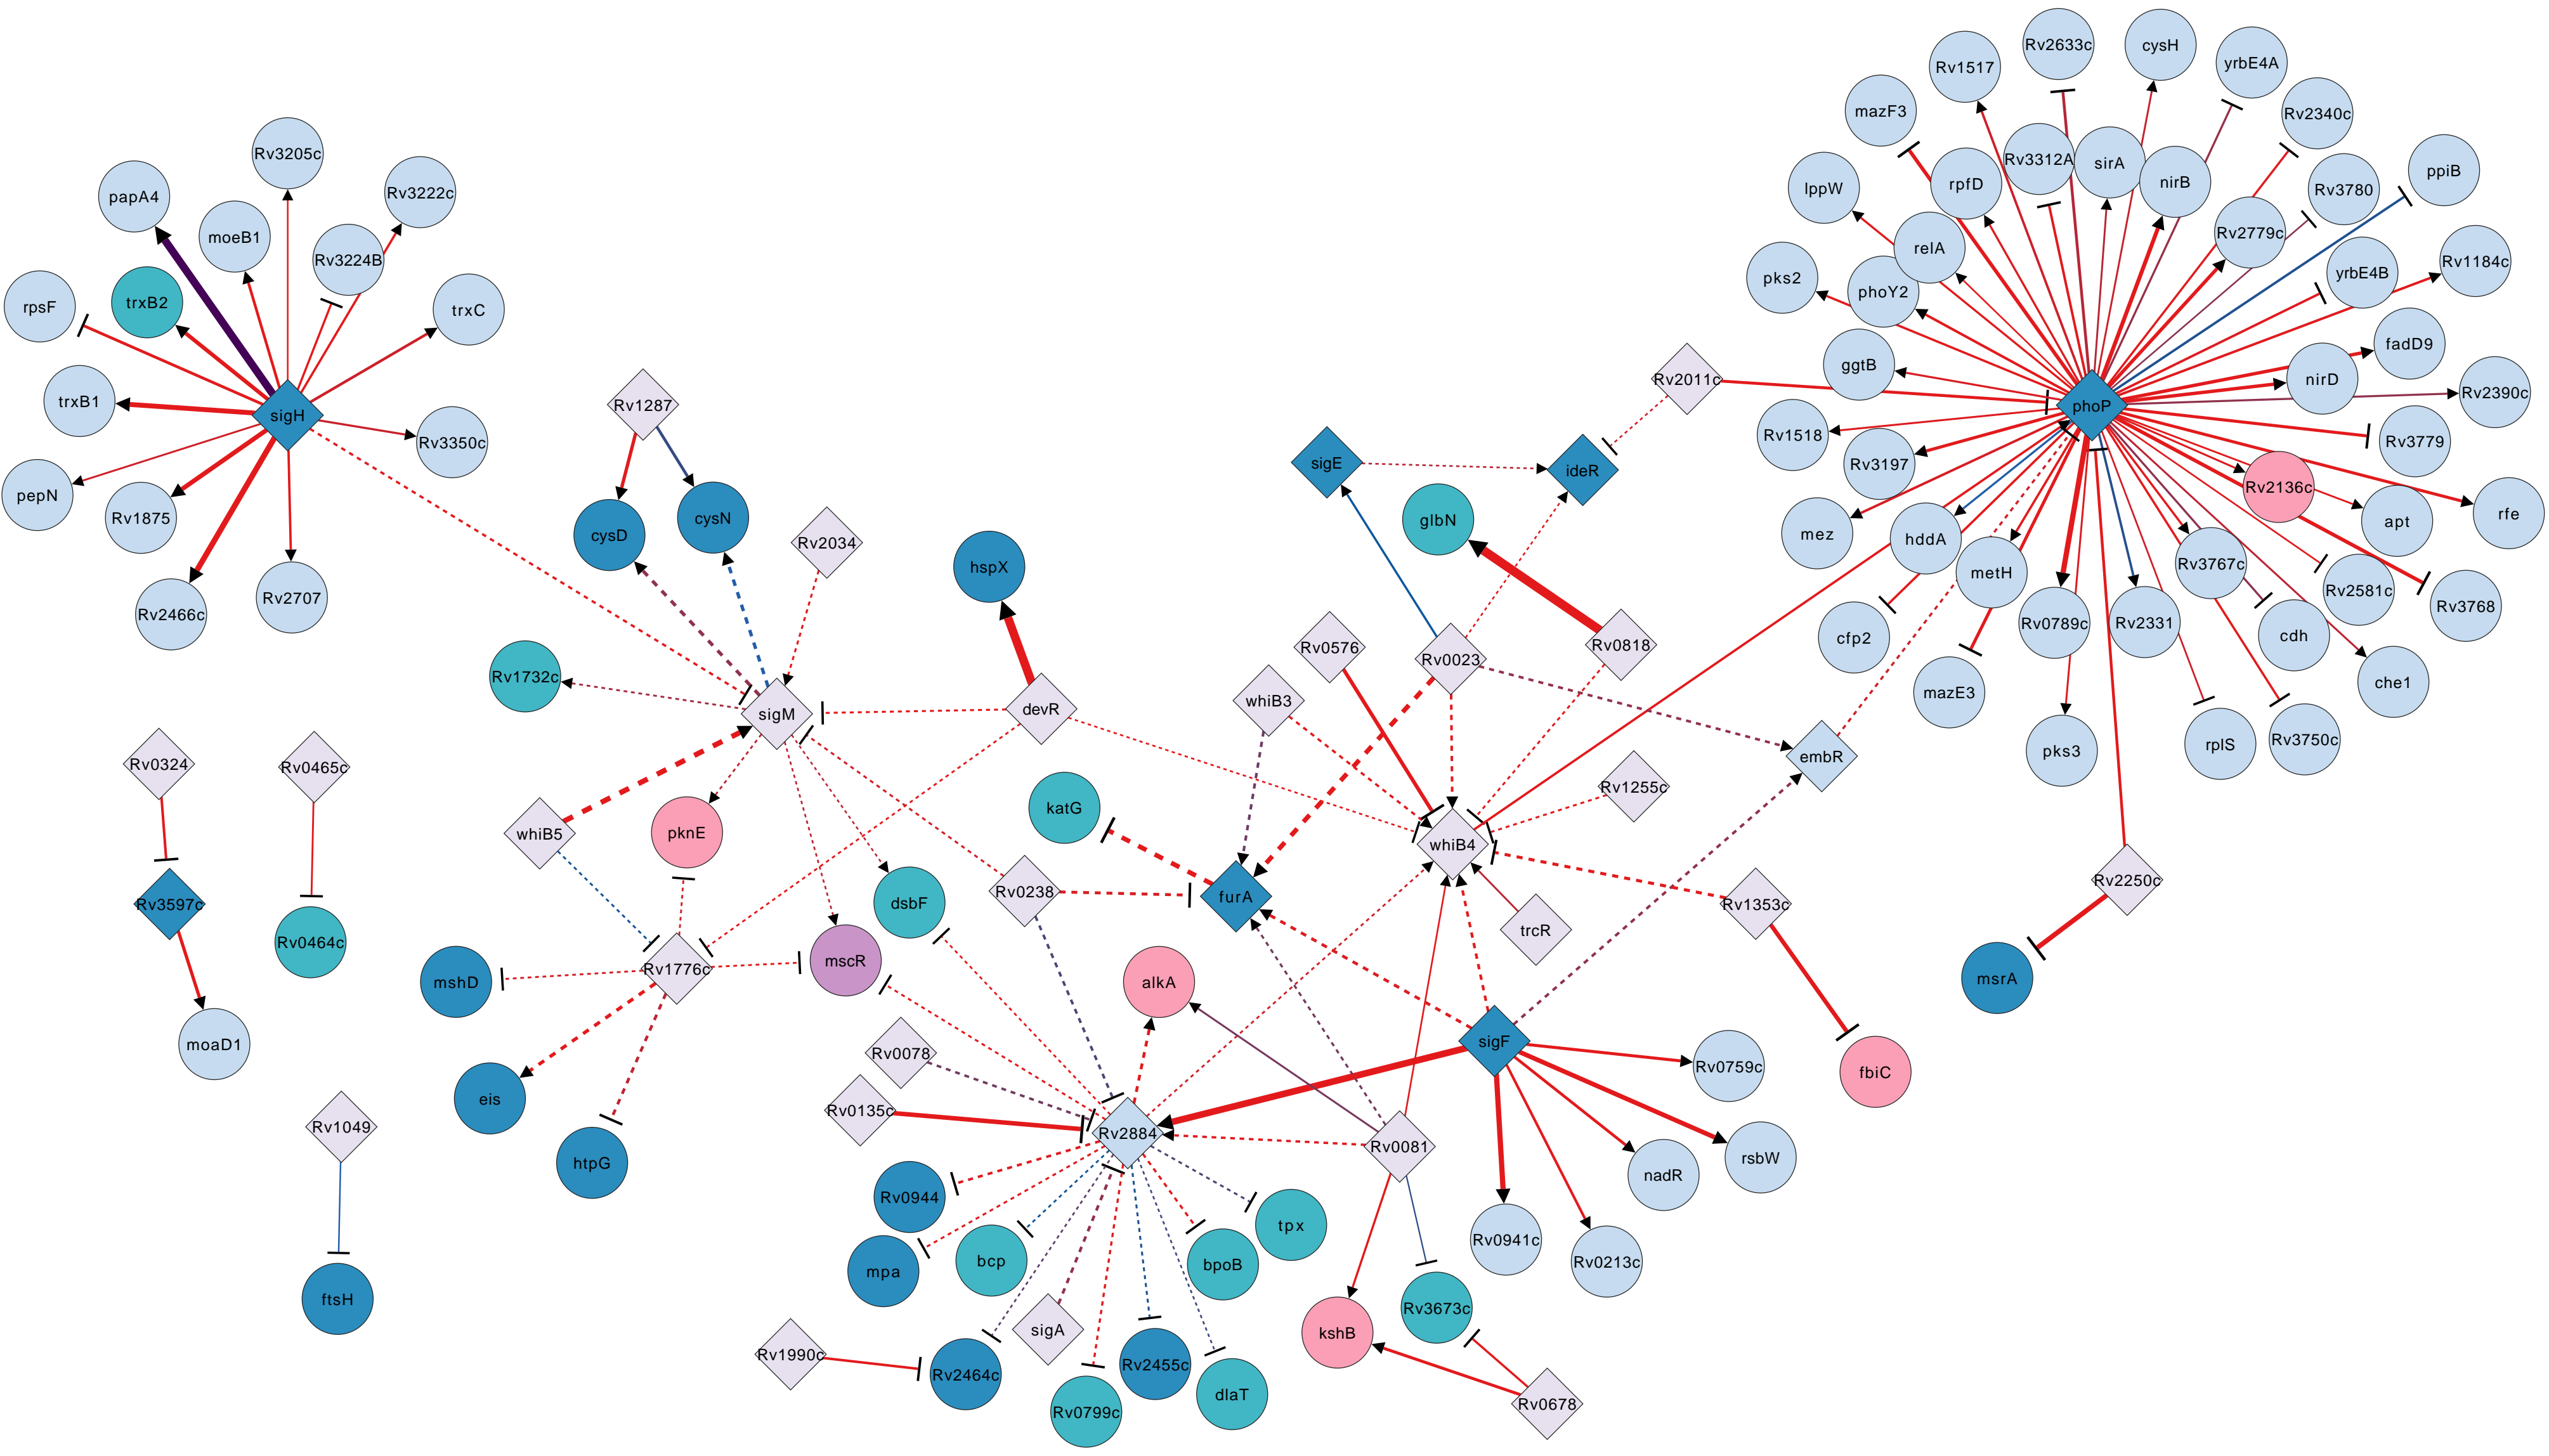 Rv2633c
cysH
yrbE4A
Rv1517
mazF3
Rv2340c
Rv3205c
Rv3312A
sirA
nirB
ppiB
papA4
Rv3222c
lppW
rpfD
Rv3780
moeB1
Rv3224B
relA
Rv2779c
pks2
phoY2
yrbE4B
Rv1184c
rpsF
trxB2
trxC
fadD9
ggtB
nirD
Rv2011c
Rv2390c
trxB1
sigH
Rv1287
phoP
Rv3350c
Rv1518
Rv3779
sigE
ideR
Rv3197
Rv2136c
pepN
Rv1875
cysD
cysN
glbN
mez
hddA
apt
rfe
Rv2034
hspX
metH
Rv3767c
Rv2581c
Rv3768
Rv2466c
Rv2707
cfp2
Rv0789c
Rv2331
cdh
Rv0576
Rv0023
Rv0818
Rv1732c
mazE3
che1
whiB3
sigM
devR
pks3
rplS
Rv3750c
embR
Rv0324
Rv0465c
Rv1255c
katG
whiB5
pknE
whiB4
Rv0238
furA
Rv1353c
Rv2250c
Rv3597c
dsbF
trcR
Rv0464c
mshD
Rv1776c
mscR
alkA
msrA
moaD1
Rv0078
sigF
Rv0759c
fbiC
eis
Rv0135c
Rv1049
Rv2884
Rv0081
htpG
nadR
rsbW
Rv0944
tpx
Rv0941c
mpa
bcp
bpoB
Rv0213c
ftsH
Rv3673c
sigA
kshB
Rv1990c
Rv2464c
Rv2455c
dlaT
Rv0799c
Rv0678